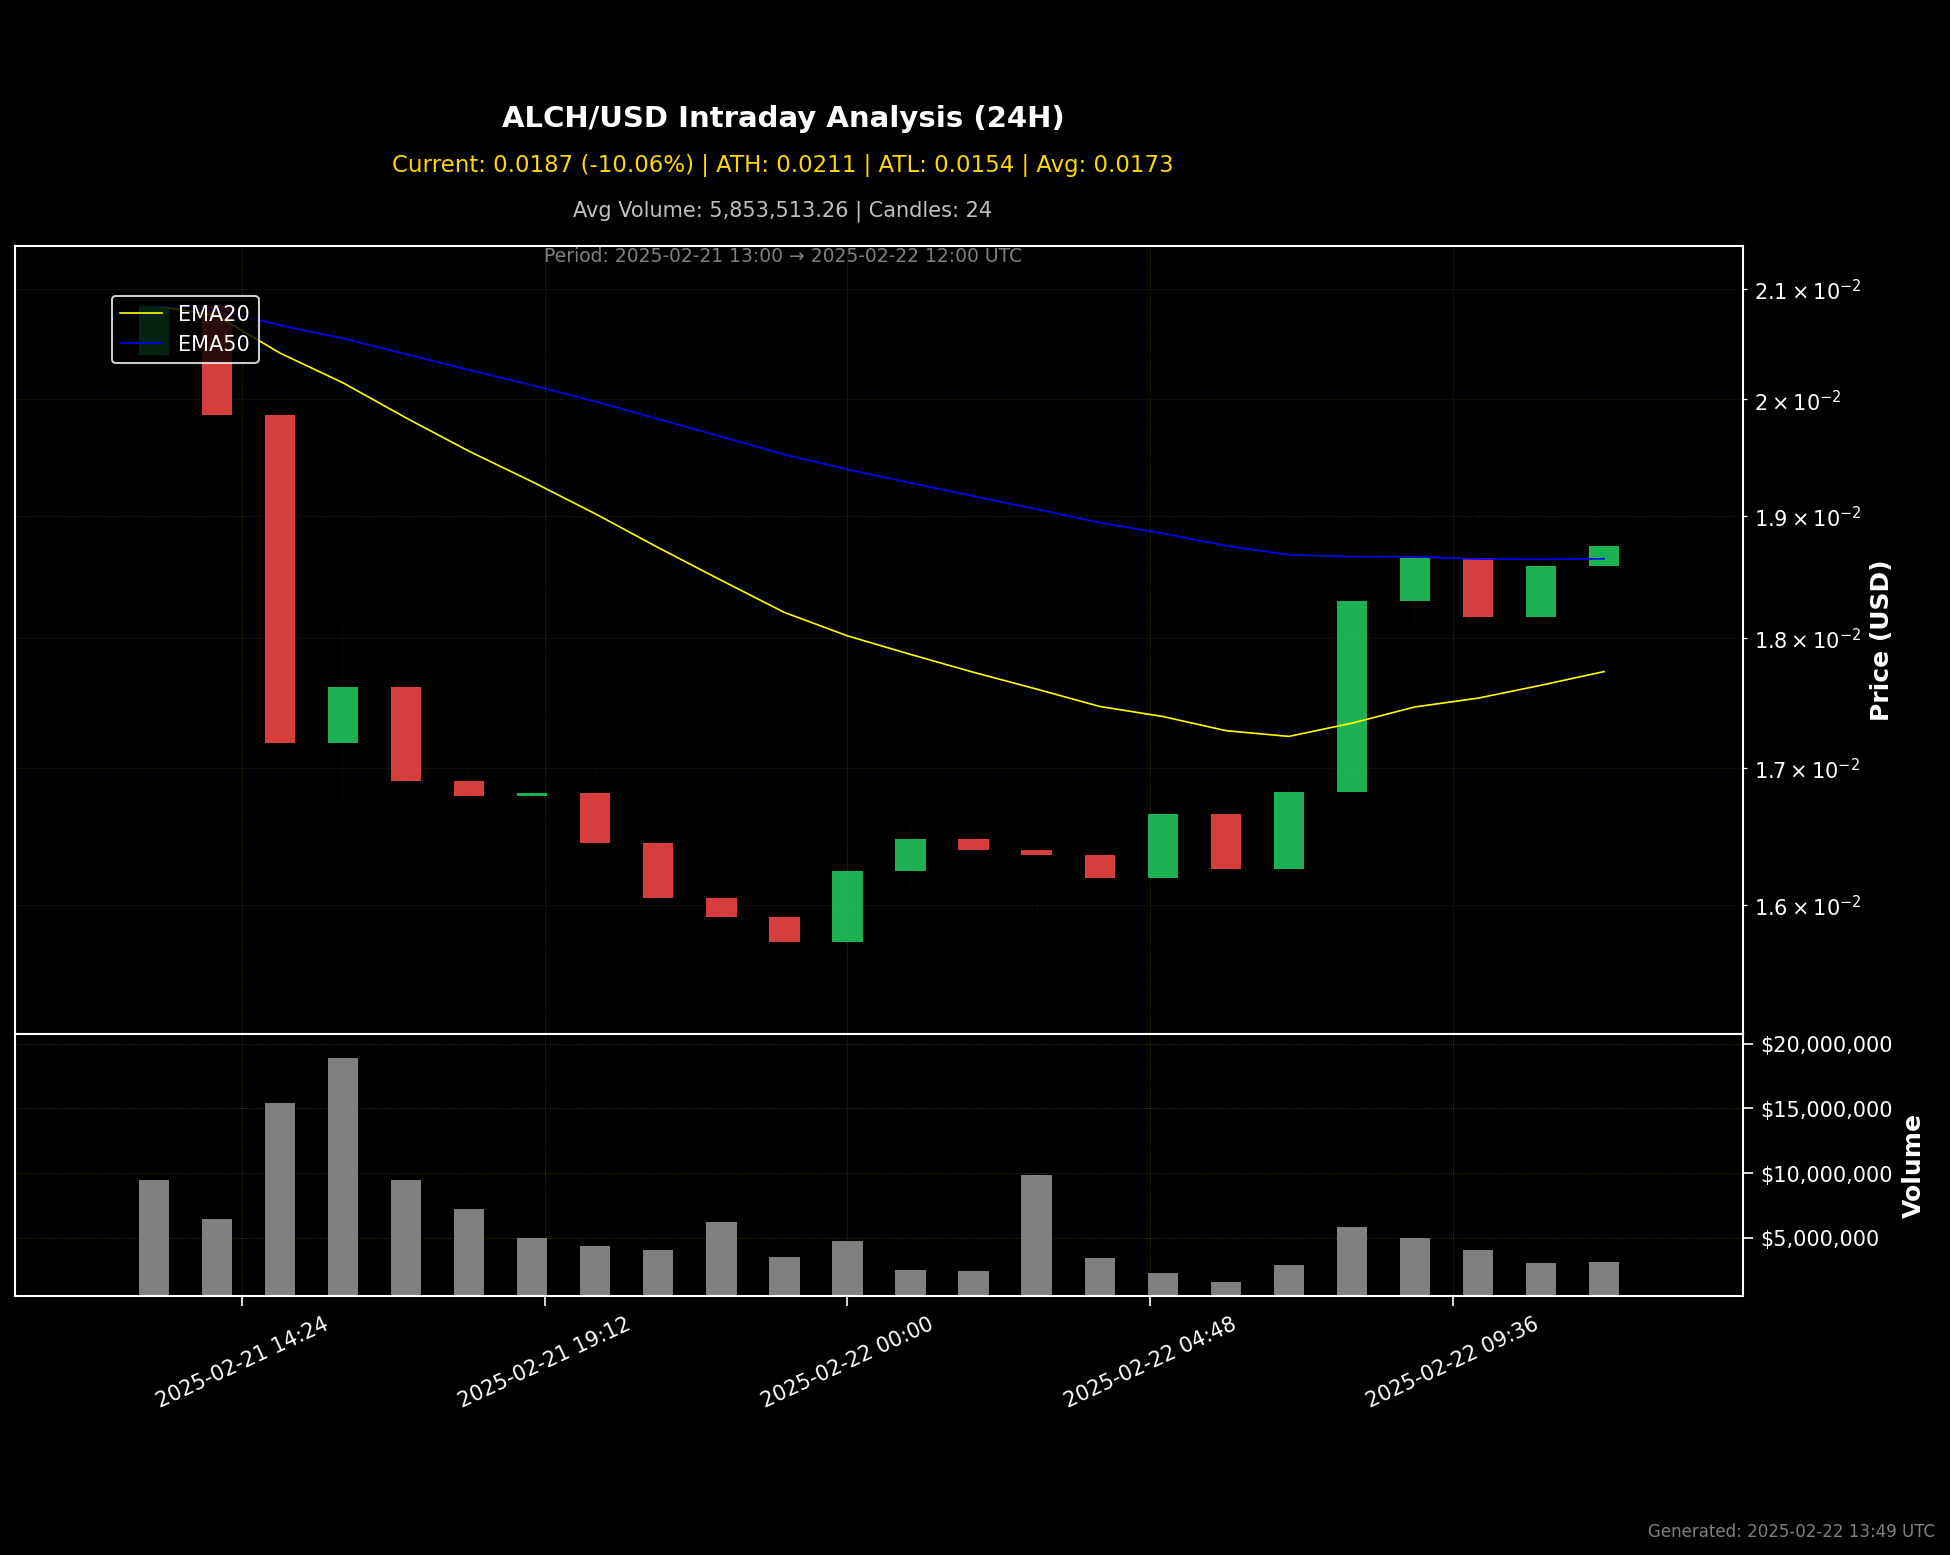 ALCH/USD Intraday Analysis (24H)
Current: 0.0187 (-10.06%) | ATH: 0.0211 | ATL: 0.0154 | Avg: 0.0173
Avg Volume: 5,853,513.26 | Candles: 24
Period: 2025-02-21 13:00 → 2025-02-22 12:00 UTC
EMA20
EMA50
2.1 × 10⁻²
2 × 10⁻²
1.9 × 10⁻²
1.8 × 10⁻²
1.7 × 10⁻²
1.6 × 10⁻²
Price (USD)
$20,000,000
$15,000,000
$10,000,000
$5,000,000
Volume
2025-02-21 14:24
2025-02-21 19:12
2025-02-22 00:00
2025-02-22 04:48
2025-02-22 09:36
Generated: 2025-02-22 13:49 UTC